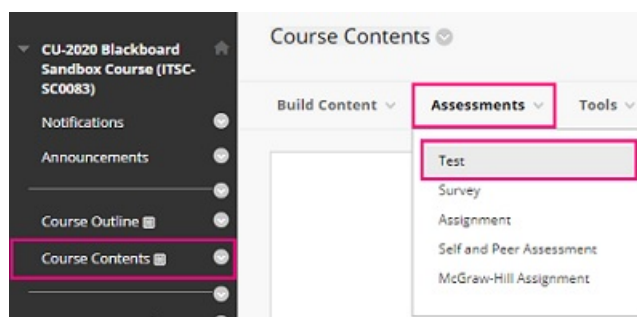 CU-2020 Blackboard
Sandbox Course (ITSC-
SC0083)
Notifications
Announcements
Course Outline
Course Contents
Course Contents
Build Content
Assessments
Tools
Test
Survey
Assignment
Self and Peer Assessment
McGraw-Hill Assignment